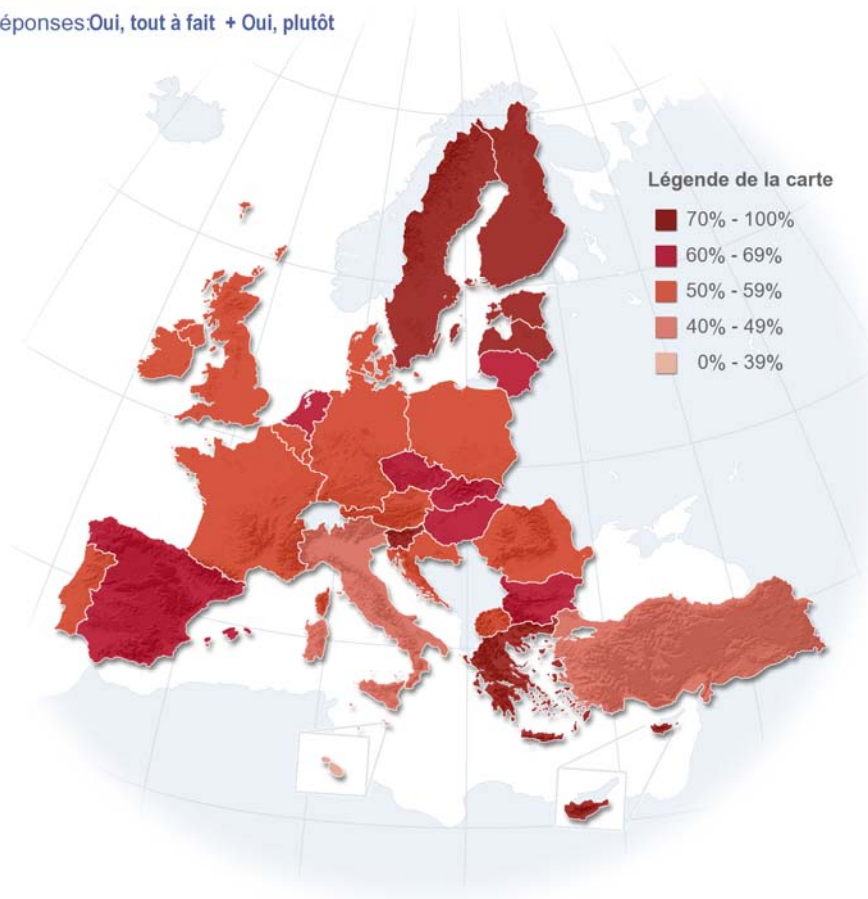 éponses:Oui, tout à fait + Oui, plutôt
Légende de la carte
70% - 100%
60% - 69%
50% - 59%
40% - 49%
0% - 39%